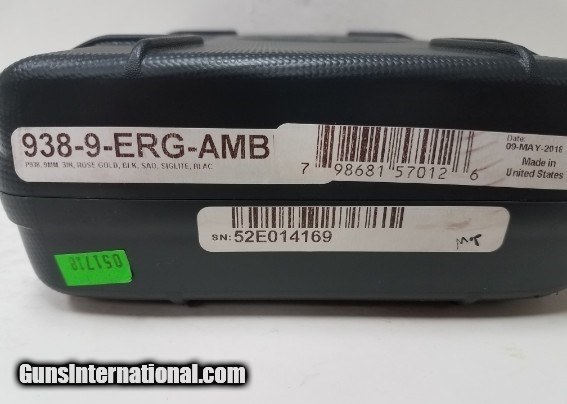 938-9-ERG-AMB
P938, 9MM, 3IN, ROSE GOLD, BLK, SAO, SIGLITE, BLAC
7 98681 57012 6
Date:
09-MAY-2018
Made in
United States
SN: 52E014169
051718
GunsInternational.com